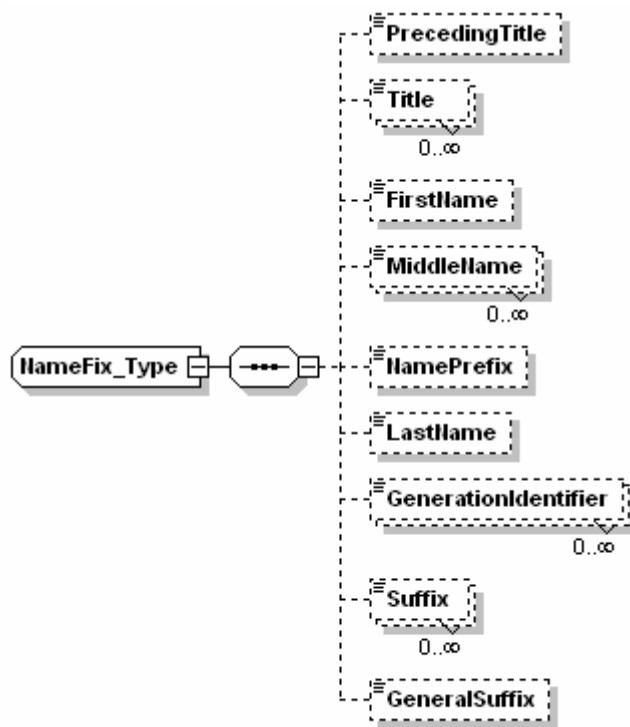 PrecedingTitle
Title
0..∞
FirstName
MiddleName
0..∞
NameFix_Type
NamePrefix
LastName
GenerationIdentifier
0..∞
Suffix
0..∞
GeneralSuffix